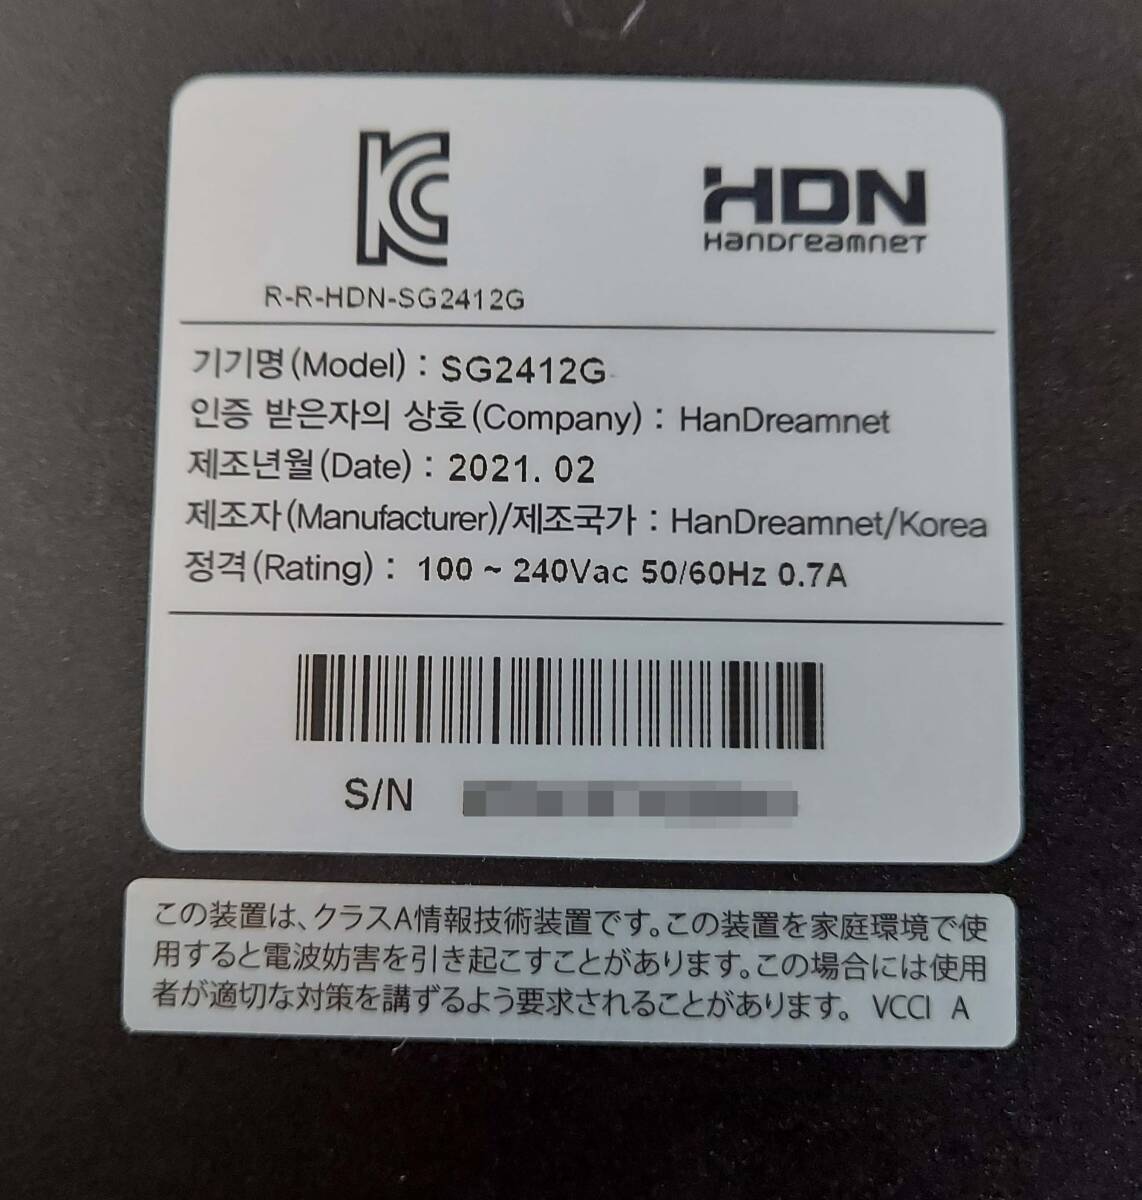 KC
HDN
HanDreamnet
R-R-HDN-SG2412G
기기명(Model) : SG2412G
인증 받은자의 상호(Company) : HanDreamnet
제조년월(Date) : 2021. 02
제조자(Manufacturer)/제조국가 : HanDreamnet/Korea
정격(Rating) : 100 ~ 240Vac 50/60Hz 0.7A
S/N
この装置は、クラスA情報技術装置です。この装置を家庭環境で使
用すると電波妨害を引き起こすことがあります。この場合には使用
者が適切な対策を講ずるよう要求されることがあります。 VCCI A